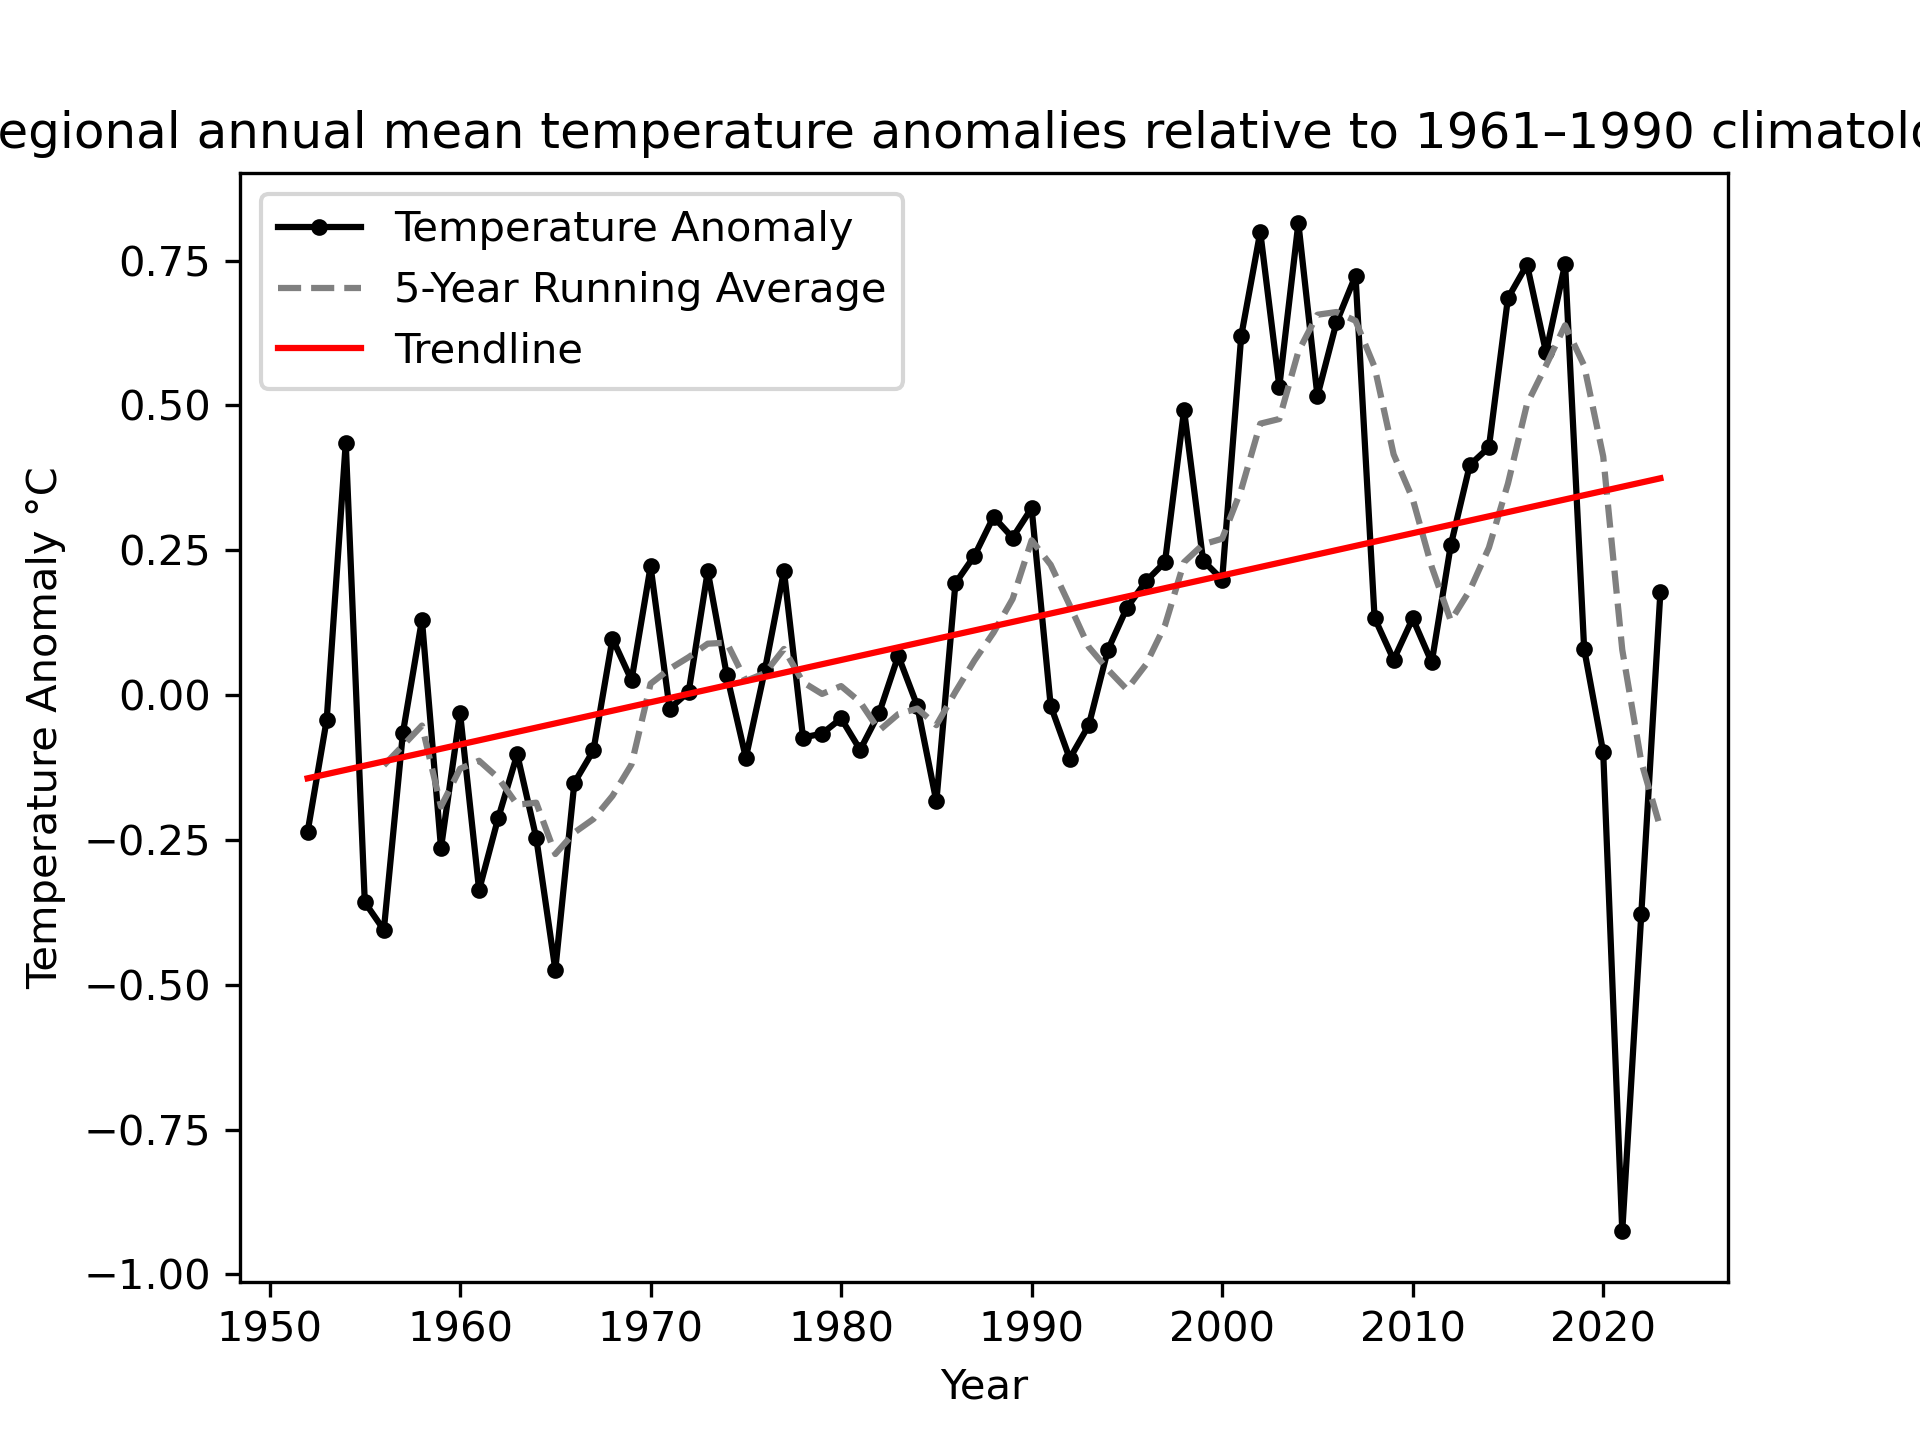 egional annual mean temperature anomalies relative to 1961–1990 climatolo
Temperature Anomaly
5-Year Running Average
Trendline
Temperature Anomaly °C
0.75
0.50
0.25
0.00
−0.25
−0.50
−0.75
−1.00
1950 1960 1970 1980 1990 2000 2010 2020
Year